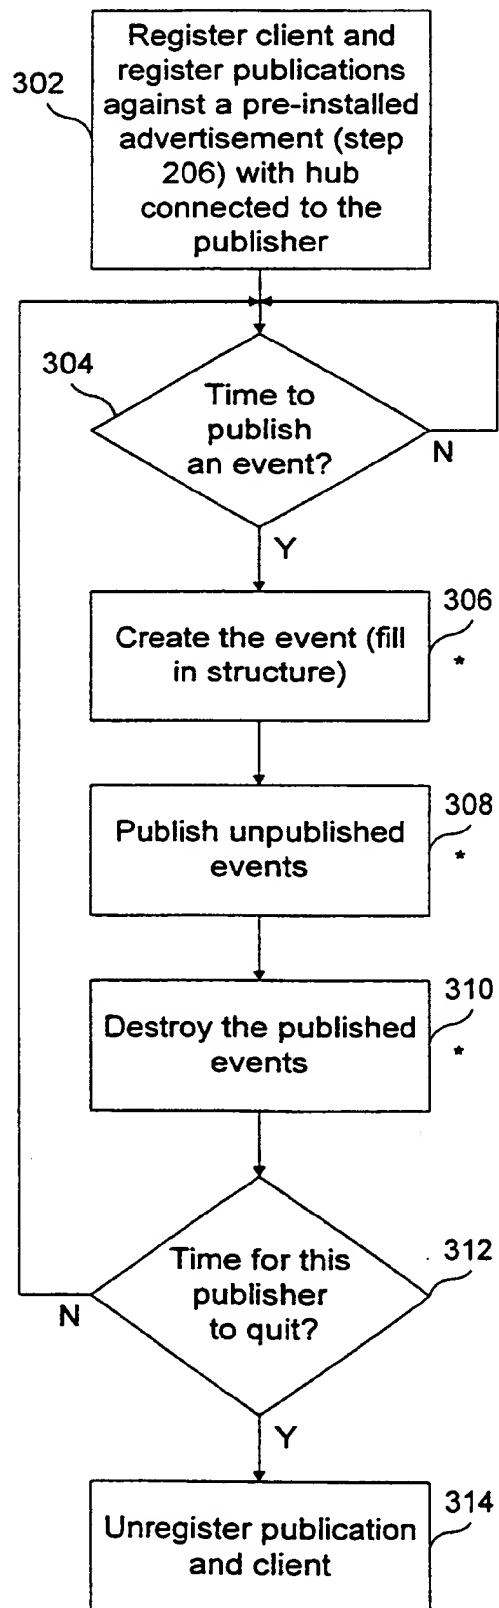 302
Register client and
register publications
against a pre-installed
advertisement (step
206) with hub
connected to the
publisher
304
Time to
publish
an event?
N
Y
306
Create the event (fill
in structure)
*
308
Publish unpublished
events
*
310
Destroy the published
events
*
312
Time for this
publisher
to quit?
N
Y
314
Unregister publication
and client